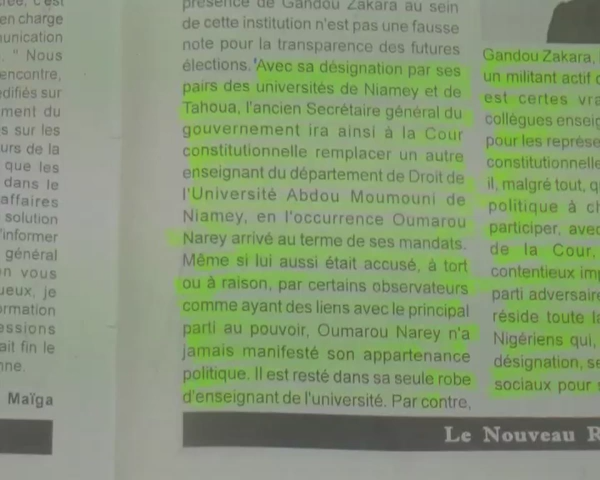 en charge
munication
. " Nous
encontre,
édifiés sur
ment du
s sur les
urs de la
que les
dans le
affaires
solution
'informer
général
on vous
ueux, je
ormation
essions
ait fin le
nne.
Maïga
présence de Gandou Zakara au sein
de cette institution n'est pas une fausse
note pour la transparence des futures
élections. 'Avec sa désignation par ses
pairs des universités de Niamey et de
Tahoua, l'ancien Secrétaire général du
gouvernement ira ainsi à la Cour
constitutionnelle remplacer un autre
enseignant du département de Droit de
l'Université Abdou Moumouni de
Niamey, en l'occurrence Oumarou
Narey arrivé au terme de ses mandats.
Même si lui aussi était accusé, à tort
ou à raison, par certains observateurs
comme ayant des liens avec le principal
parti au pouvoir, Oumarou Narey n'a
jamais manifesté son appartenance
politique. Il est resté dans sa seule robe
d'enseignant de l'université. Par contre,
Gandou Zakara,
un militant actif
est certes vra
collègues enseig
pour les représe
constitutionnelle
il, malgré tout, q
politique à ch
participer, avec
de la Cour,
contentieux imp
parti adversaire
réside toute la
Nigériens qui,
désignation, se
sociaux pour s
Le Nouveau R